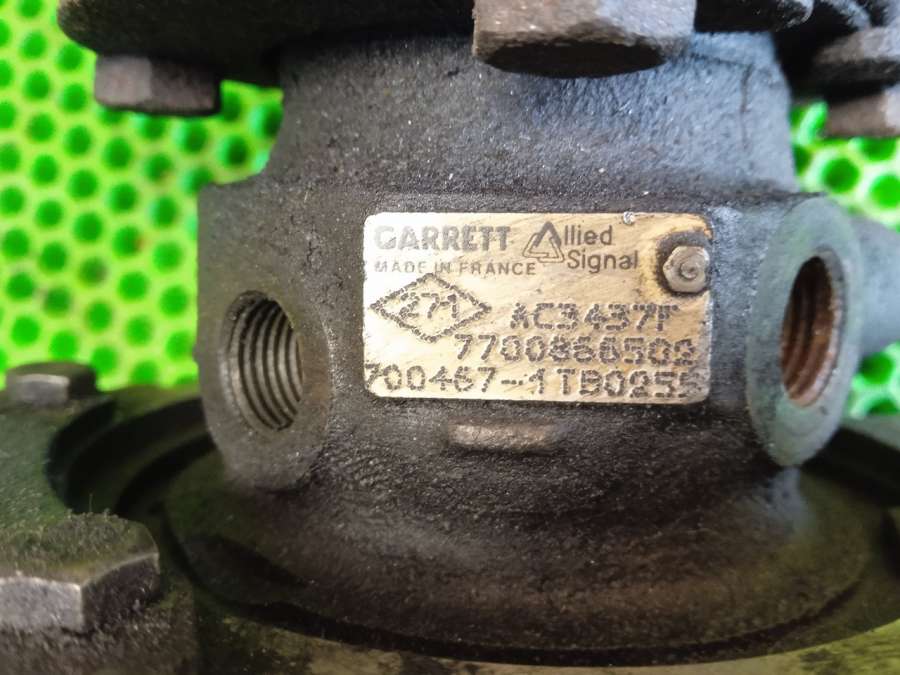 GARRETT Allied Signal
MADE IN FRANCE
271 AC3437F
7700866502
700467-1TB0255
G